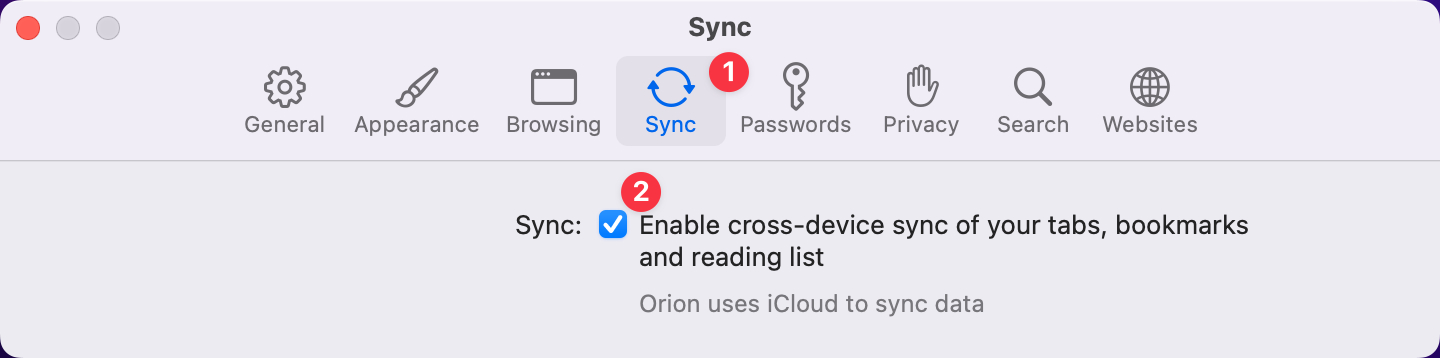 Sync
General Appearance Browsing Sync 1 Passwords Privacy Search Websites
2
Sync: Enable cross-device sync of your tabs, bookmarks
and reading list
Orion uses iCloud to sync data